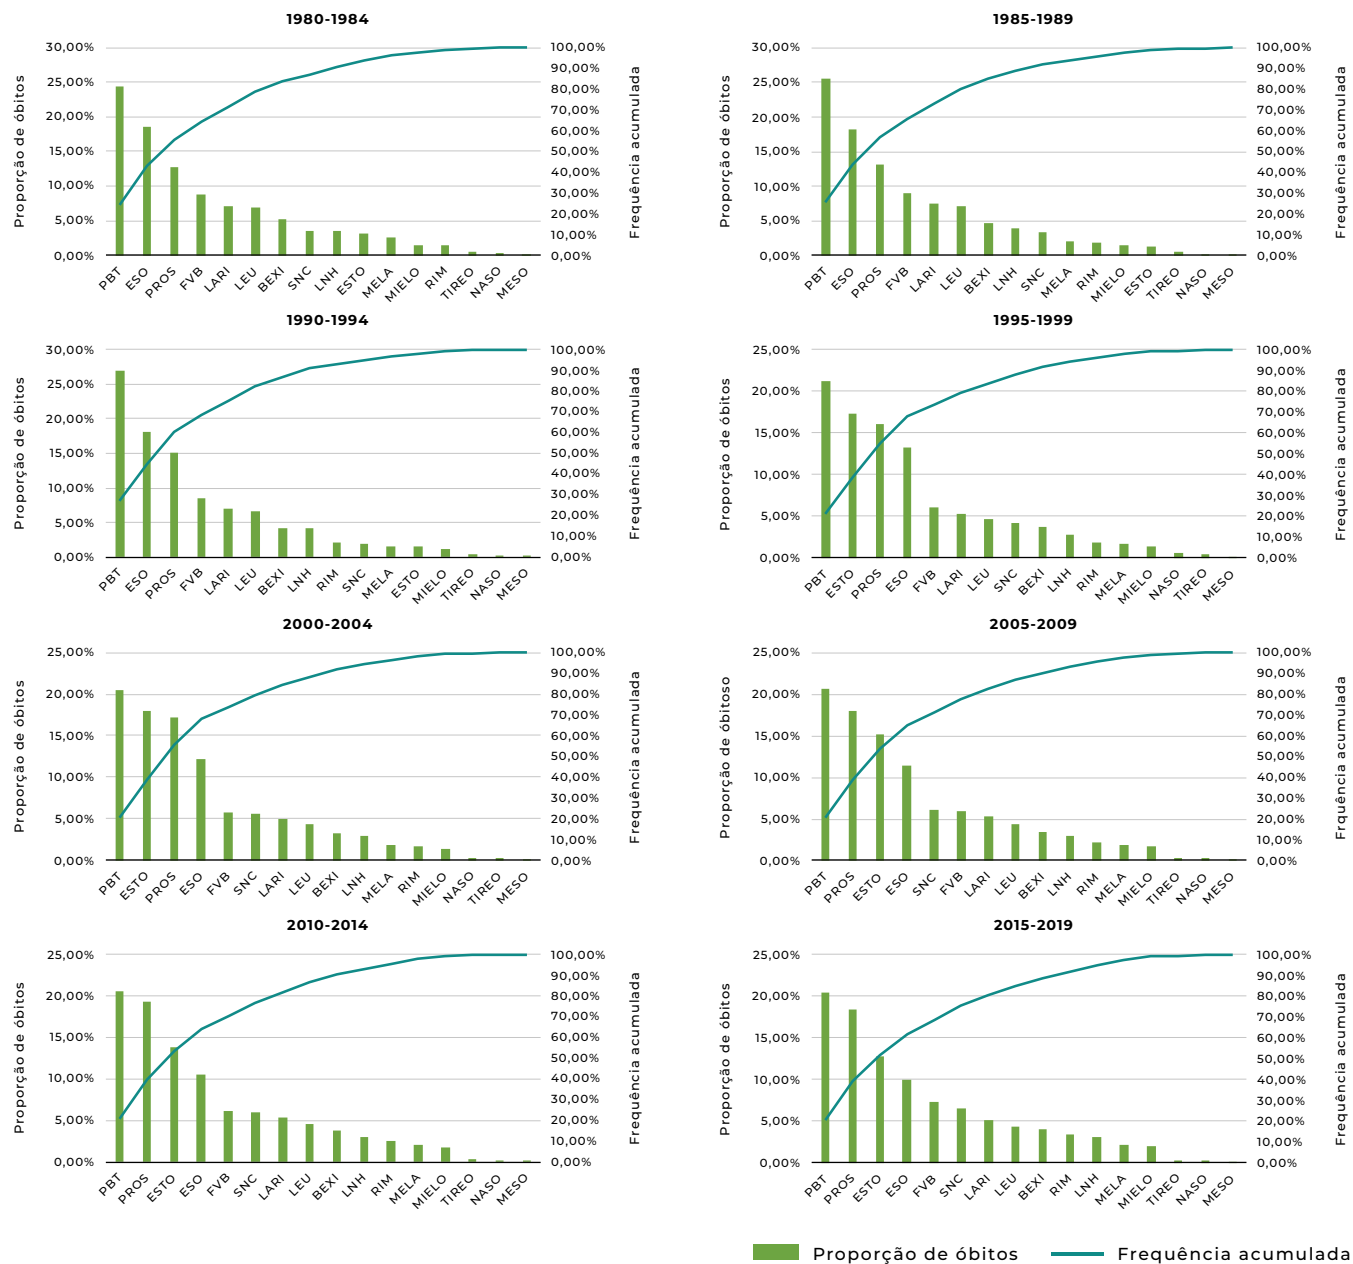 1980-1984
Proporção de óbitos
30,00%
25,00%
20,00%
15,00%
10,00%
5,00%
0,00%
100,00%
90,00%
80,00%
70,00%
60,00%
50,00%
40,00%
30,00%
20,00%
10,00%
0,00%
Frequência acumulada
PBT
ESO
PROS
FVB
LARI
LEU
BEXI
SNC
LNH
ESTO
MELA
MIELO
RIM
TIREO
NASO
MESO
1985-1989
Proporção de óbitos
30,00%
25,00%
20,00%
15,00%
10,00%
5,00%
0,00%
100,00%
90,00%
80,00%
70,00%
60,00%
50,00%
40,00%
30,00%
20,00%
10,00%
0,00%
Frequência acumulada
PBT
ESO
PROS
FVB
LARI
LEU
BEXI
LNH
SNC
MELA
RIM
MIELO
ESTO
TIREO
NASO
MESO
1990-1994
Proporção de óbitos
30,00%
25,00%
20,00%
15,00%
10,00%
5,00%
0,00%
100,00%
90,00%
80,00%
70,00%
60,00%
50,00%
40,00%
30,00%
20,00%
10,00%
0,00%
Frequência acumulada
PBT
ESO
PROS
FVB
LARI
LEU
BEXI
LNH
RIM
SNC
MELA
ESTO
MIELO
TIREO
NASO
MESO
1995-1999
Proporção de óbitos
25,00%
20,00%
15,00%
10,00%
5,00%
0,00%
100,00%
90,00%
80,00%
70,00%
60,00%
50,00%
40,00%
30,00%
20,00%
10,00%
0,00%
Frequência acumulada
PBT
ESTO
PROS
ESO
FVB
LARI
LEU
SNC
BEXI
LNH
RIM
MELA
MIELO
NASO
TIREO
MESO
2000-2004
Proporção de óbitos
25,00%
20,00%
15,00%
10,00%
5,00%
0,00%
100,00%
90,00%
80,00%
70,00%
60,00%
50,00%
40,00%
30,00%
20,00%
10,00%
0,00%
Frequência acumulada
PBT
ESTO
PROS
ESO
FVB
SNC
LARI
LEU
BEXI
LNH
MELA
RIM
MIELO
NASO
TIREO
MESO
2005-2009
Proporção de óbitoso
25,00%
20,00%
15,00%
10,00%
5,00%
0,00%
100,00%
90,00%
80,00%
70,00%
60,00%
50,00%
40,00%
30,00%
20,00%
10,00%
0,00%
Frquência acumulada
PBT
PROS
ESTO
ESO
SNC
FVB
LARI
LEU
BEXI
LNH
RIM
MELA
MIELO
TIREO
NASO
MESO
2010-2014
Proporção de óbitos
25,00%
20,00%
15,00%
10,00%
5,00%
0,00%
100,00%
90,00%
80,00%
70,00%
60,00%
50,00%
40,00%
30,00%
20,00%
10,00%
0,00%
Frequência acumulada
PBT
PROS
ESTO
ESO
FVB
SNC
LARI
LEU
BEXI
LNH
RIM
MELA
MIELO
TIREO
NASO
MESO
2015-2019
Proporção de óbitos
25,00%
20,00%
15,00%
10,00%
5,00%
0,00%
100,00%
90,00%
80,00%
70,00%
60,00%
50,00%
40,00%
30,00%
20,00%
10,00%
0,00%
Frequência acumulada
PBT
PROS
ESTO
ESO
FVB
SNC
LARI
LEU
BEXI
RIM
LNH
MELA
MIELO
TIREO
NASO
MESO
Proporção de óbitos
Frequência acumulada